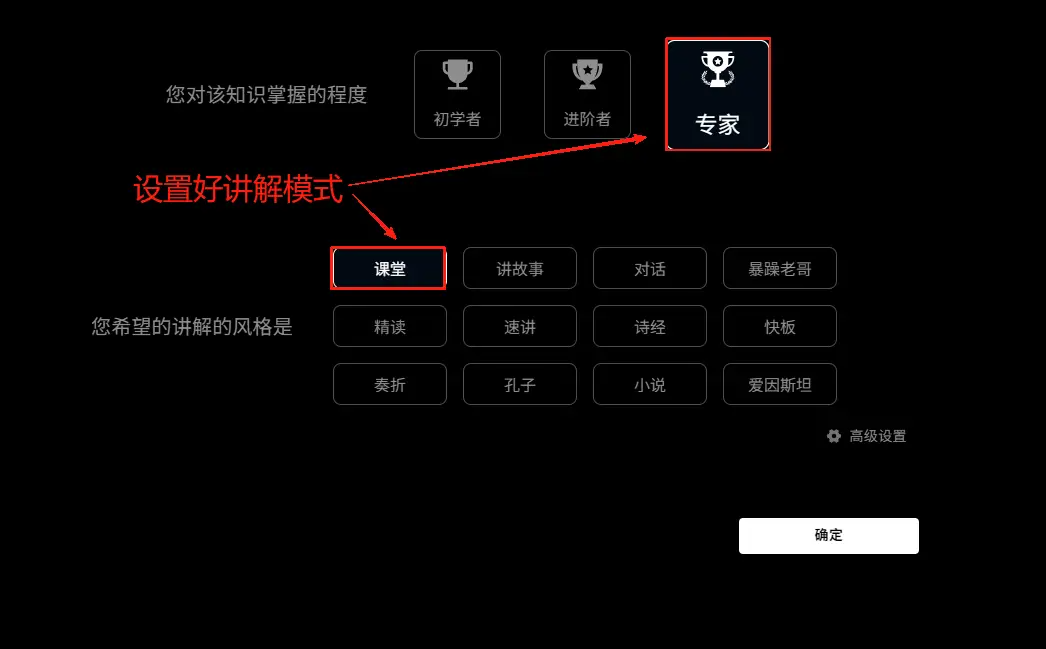 您对该知识掌握的程度
初学者
进阶者
专家
设置好讲解模式
课堂
讲故事
对话
暴躁老哥
您希望的讲解的风格是
精读
速讲
诗经
快板
奏折
孔子
小说
爱因斯坦
高级设置
确定